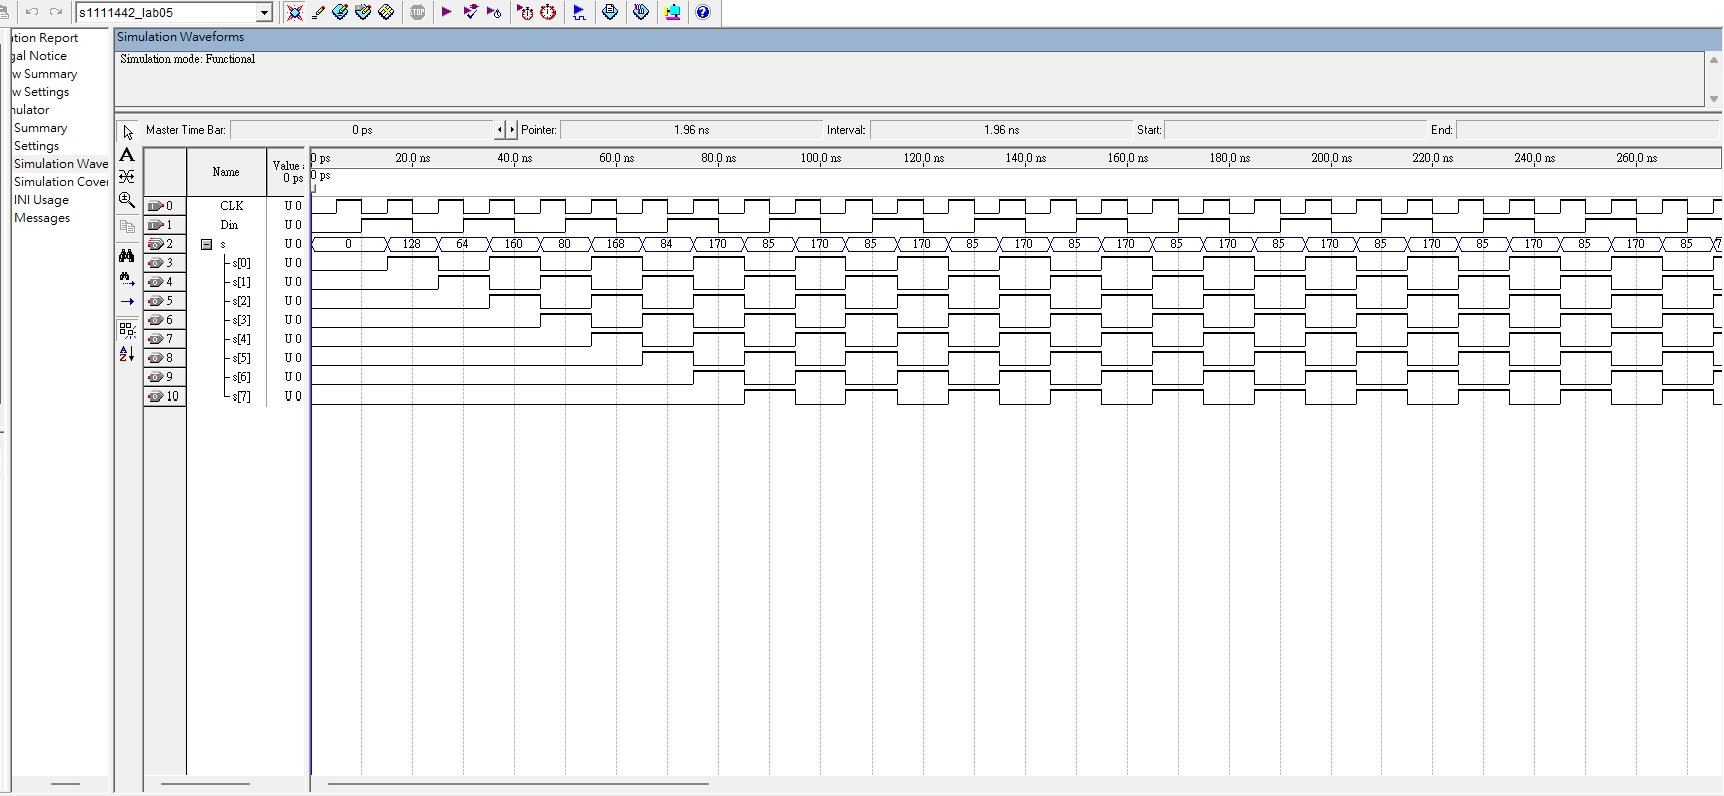 s1111442_lab05
STOP
tion Report
gal Notice
w Summary
w Settings
nulator
Summary
Settings
Simulation Wave
Simulation Cover
INI Usage
Messages
Simulation Waveforms
Simulation mode: Functional
Master Time Bar: 0 ps Pointer: 1.96 ns Interval: 1.96 ns Start: End:
Name Value 0 ps
0 ps 20.0 ns 40.0 ns 60.0 ns 80.0 ns 100.0 ns 120.0 ns 140.0 ns 160.0 ns 180.0 ns 200.0 ns 220.0 ns 240.0 ns 260.0 ns
0 ps
A
0 CLK U 0
1 Din U 0
2 s U 0 0 128 64 160 80 168 84 170 85 170 85 170 85 170 85 170 85 170 85 170 85 170 85 170 85 170 85
3 s[0] U 0
4 s[1] U 0
5 s[2] U 0
6 s[3] U 0
7 s[4] U 0
8 s[5] U 0
9 s[6] U 0
10 s[7] U 0
A
Z